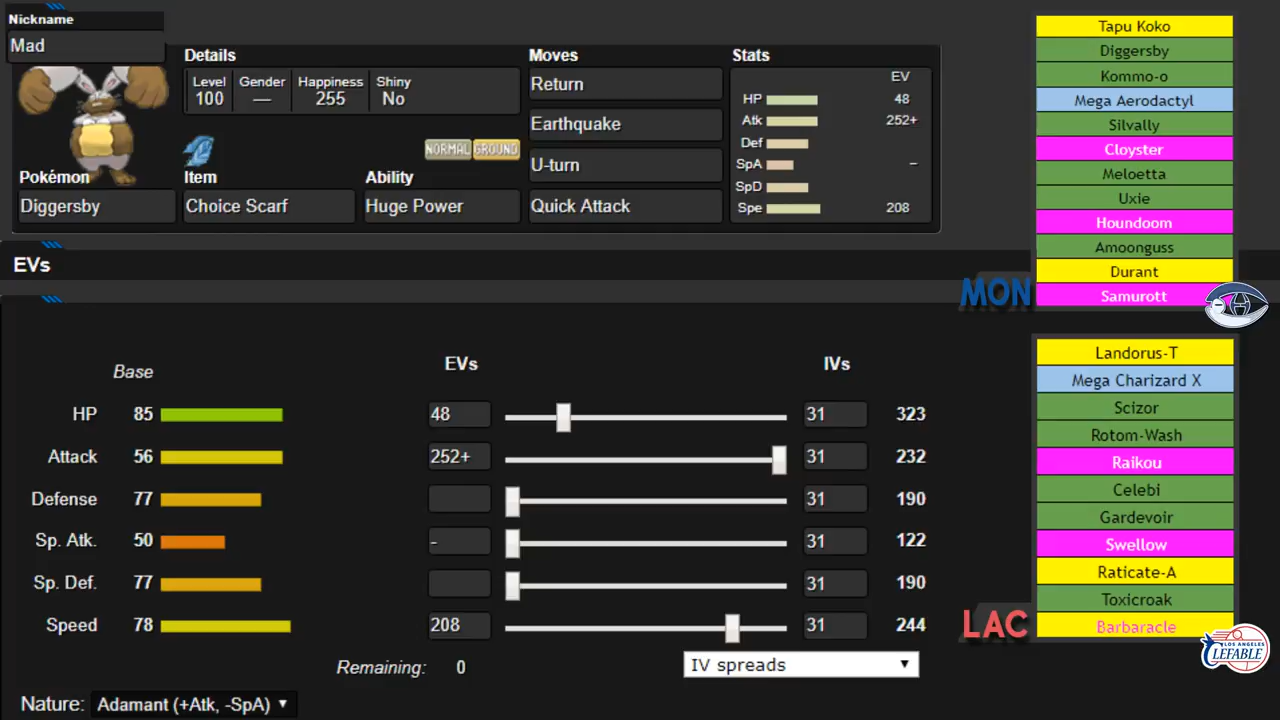 Nickname
Mad
Details
Level Gender Happiness Shiny
100 — 255 No
NORMAL GROUND
Pokémon Item Ability
Diggersby Choice Scarf Huge Power
Moves
Return
Earthquake
U-turn
Quick Attack
Stats
EV
HP 48
Atk 252+
Def
SpA –
SpD
Spe 208
EVs
Base EVs IVs
HP 85 48 31 323
Attack 56 252+ 31 232
Defense 77 31 190
Sp. Atk. 50 - 31 122
Sp. Def. 77 31 190
Speed 78 208 31 244
Remaining: 0
IV spreads
Nature: Adamant (+Atk, -SpA)
Tapu Koko
Diggersby
Kommo-o
Mega Aerodactyl
Silvally
Cloyster
Meloetta
Uxie
Houndoom
Amoonguss
Durant
Samurott
MON
Landorus-T
Mega Charizard X
Scizor
Rotom-Wash
Raikou
Celebi
Gardevoir
Swellow
Raticate-A
Toxicroak
Barbaracle
LAC
LOS ANGELES
CLEFABLE